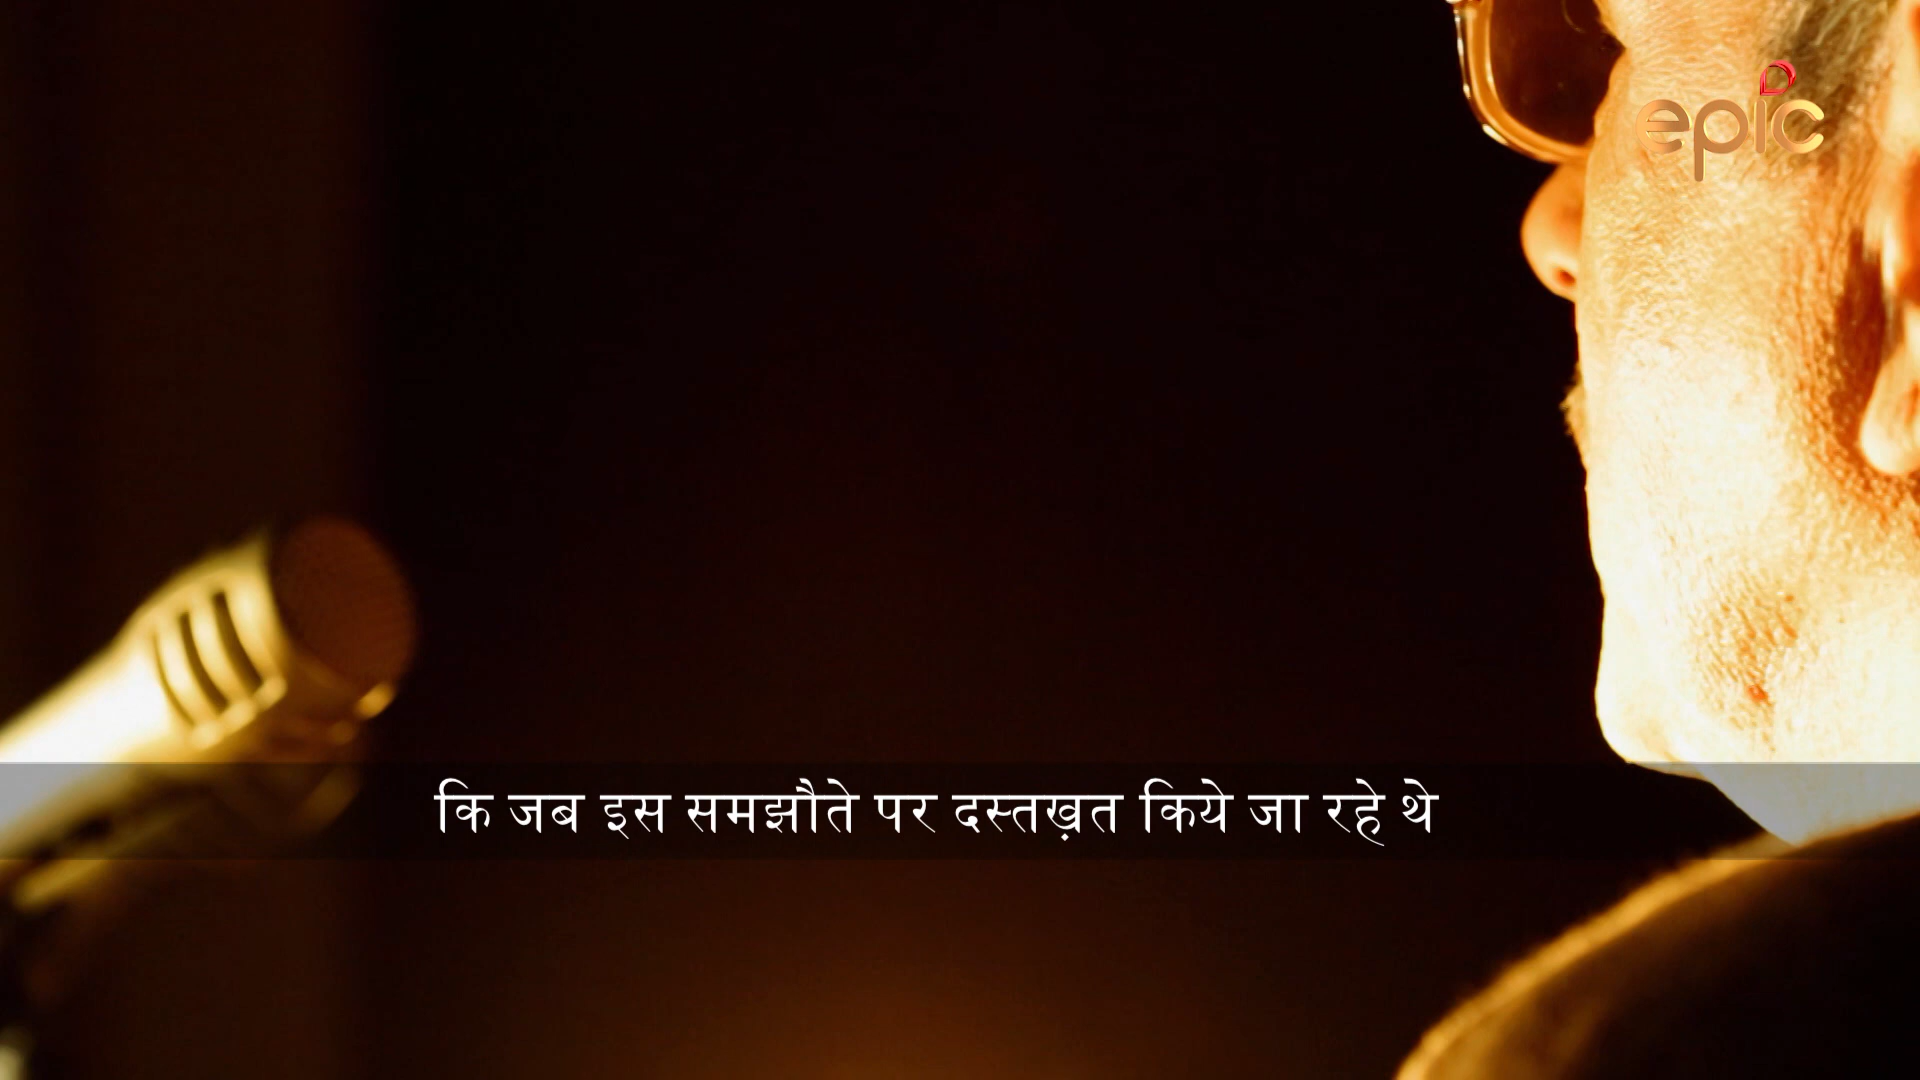 epic
कि जब इस समझौते पर दस्तख़त किये जा रहे थे